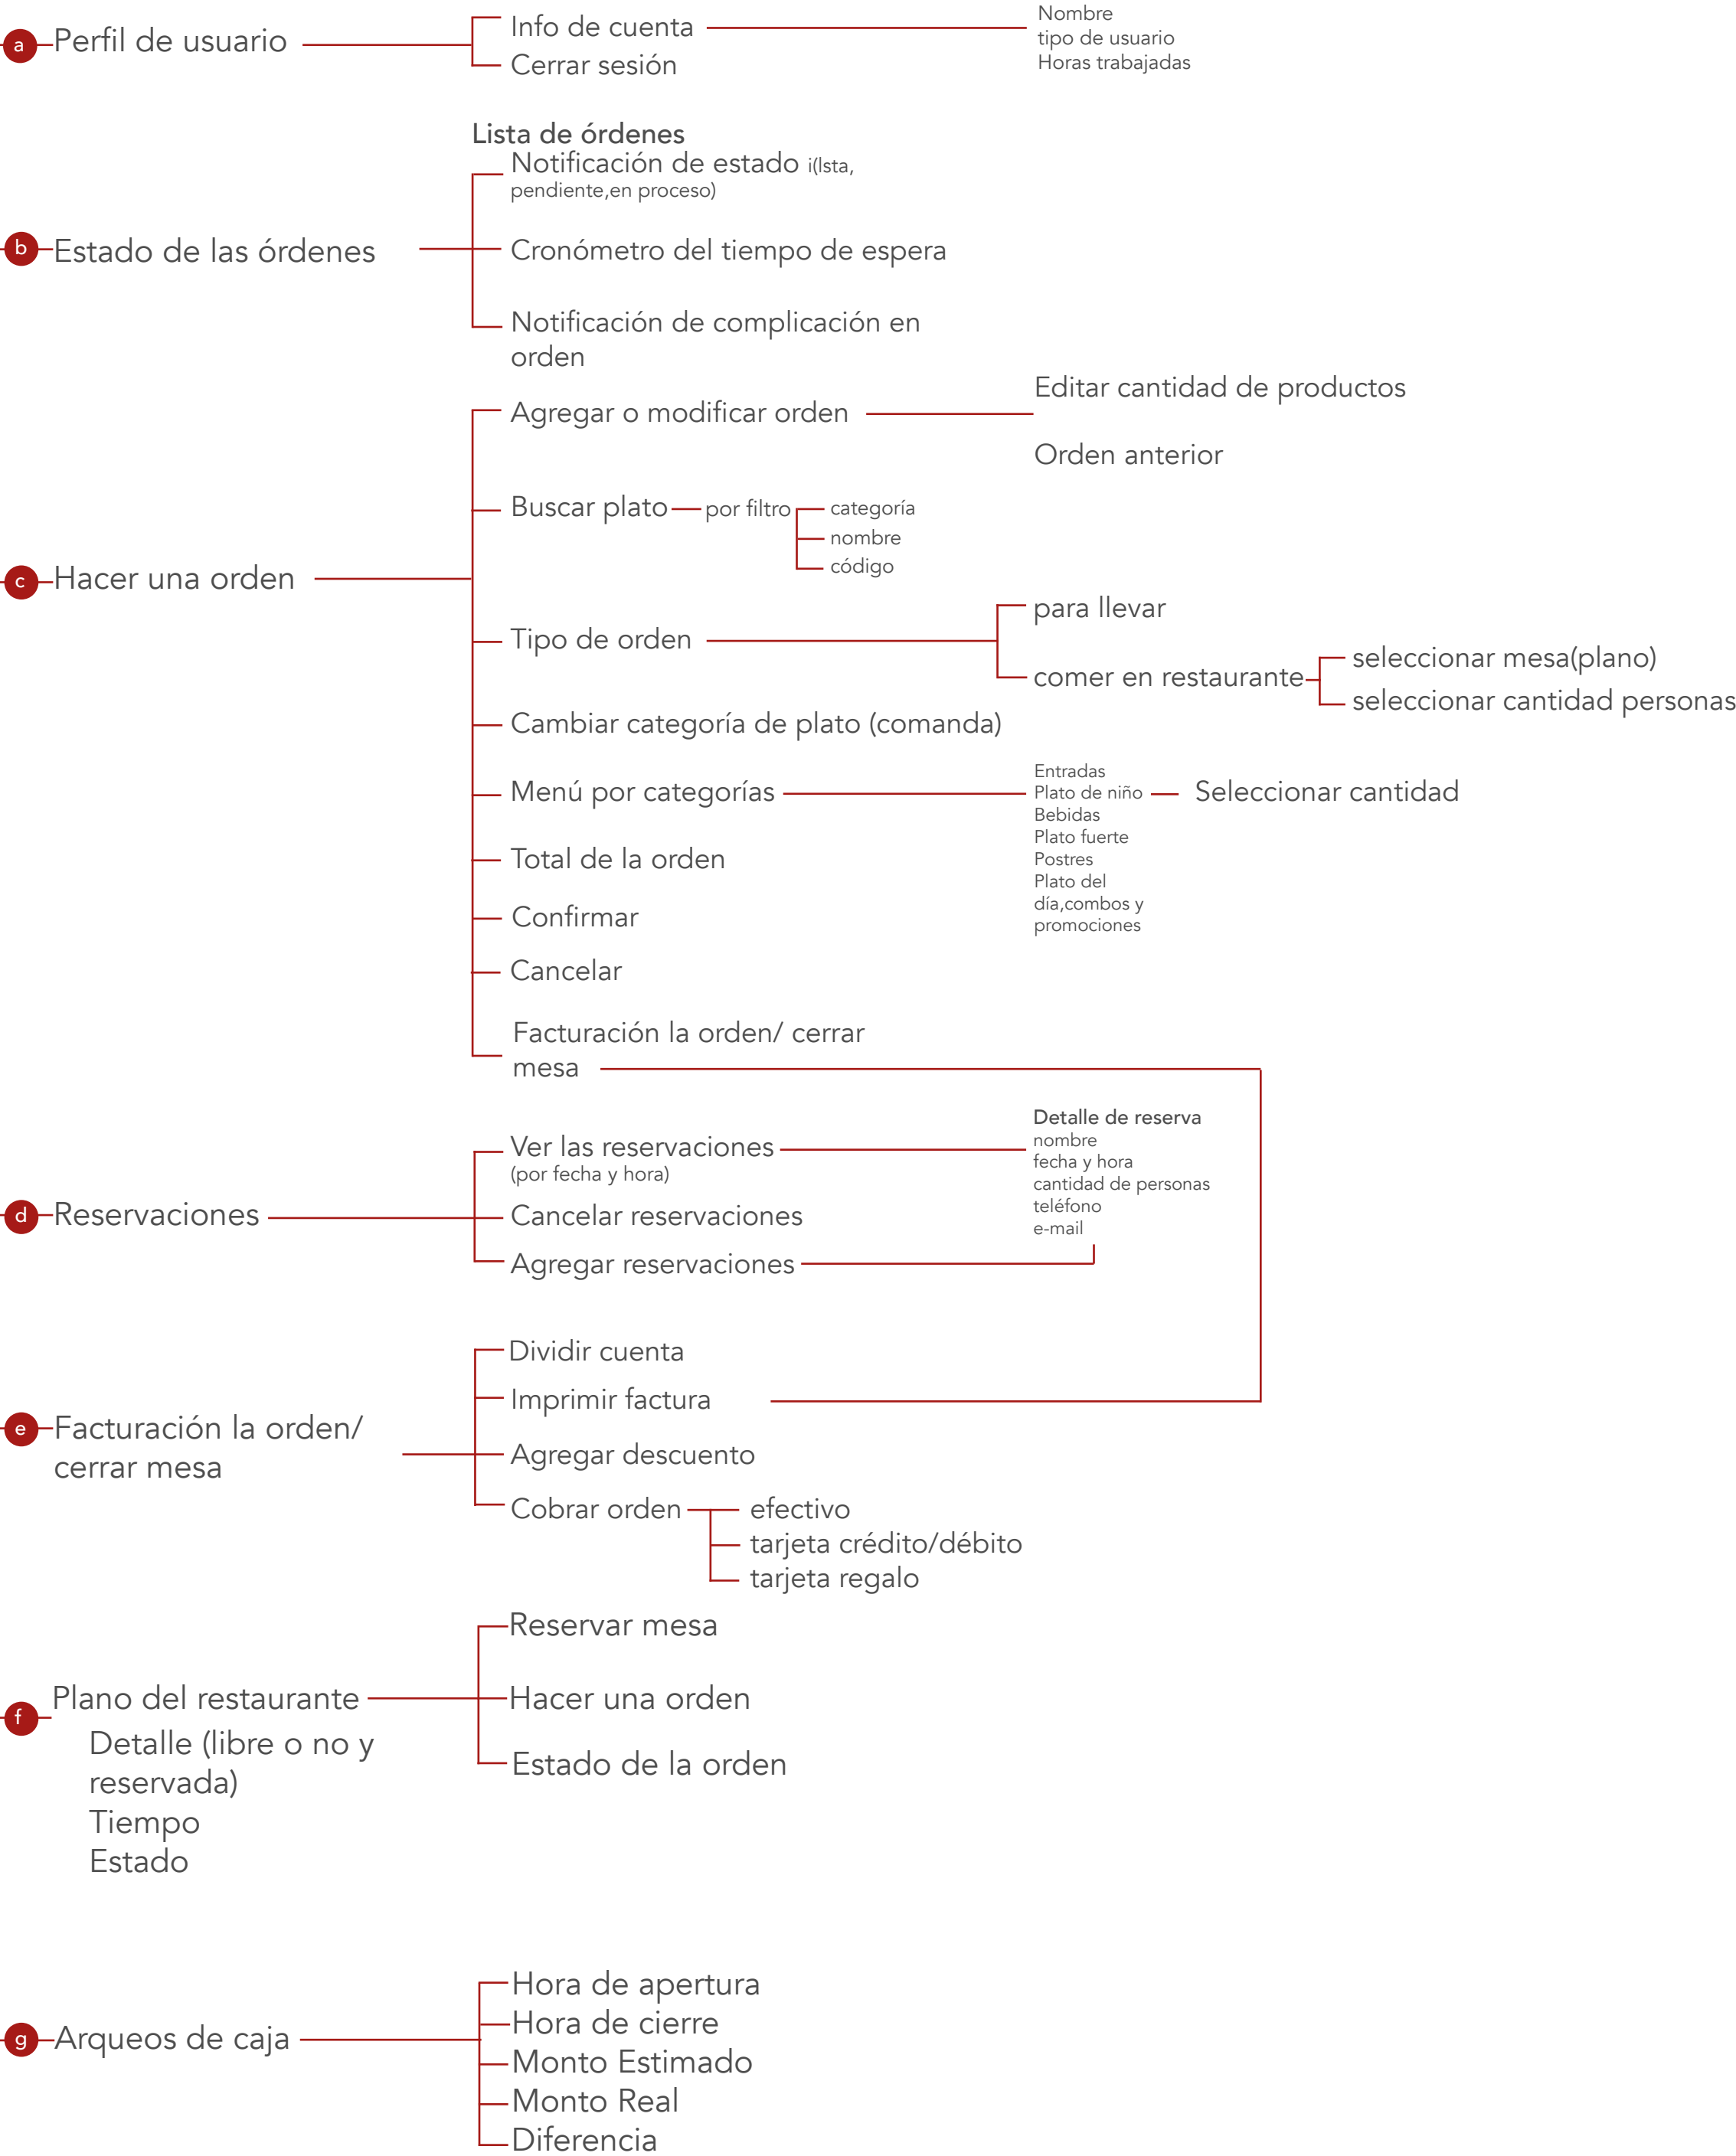 a
Perfil de usuario
Info de cuenta
Cerrar sesión
Nombre
tipo de usuario
Horas trabajadas
Lista de órdenes
b
Estado de las órdenes
Notificación de estado i(lsta,
pendiente,en proceso)
Cronómetro del tiempo de espera
Notificación de complicación en
orden
c
Hacer una orden
Agregar o modificar orden
Editar cantidad de productos
Orden anterior
Buscar plato
por filtro
categoría
nombre
código
Tipo de orden
para llevar
comer en restaurante
seleccionar mesa(plano)
seleccionar cantidad personas
Cambiar categoría de plato (comanda)
Menú por categorías
Entradas
Plato de niño
Bebidas
Plato fuerte
Postres
Plato del
día,combos y
promociones
Seleccionar cantidad
Total de la orden
Confirmar
Cancelar
Facturación la orden/ cerrar
mesa
d
Reservaciones
Ver las reservaciones
(por fecha y hora)
Cancelar reservaciones
Agregar reservaciones
Detalle de reserva
nombre
fecha y hora
cantidad de personas
teléfono
e-mail
e
Facturación la orden/
cerrar mesa
Dividir cuenta
Imprimir factura
Agregar descuento
Cobrar orden
efectivo
tarjeta crédito/débito
tarjeta regalo
f
Plano del restaurante
Detalle (libre o no y
reservada)
Tiempo
Estado
Reservar mesa
Hacer una orden
Estado de la orden
g
Arqueos de caja
Hora de apertura
Hora de cierre
Monto Estimado
Monto Real
Diferencia